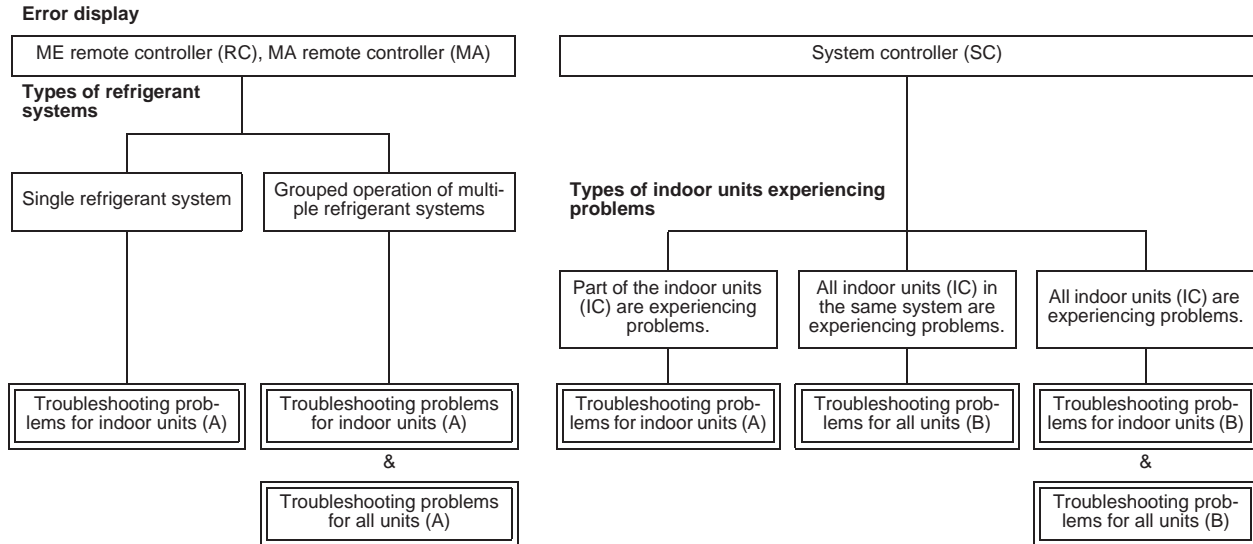 Error display
ME remote controller (RC), MA remote controller (MA)
System controller (SC)
Types of refrigerant
systems
Single refrigerant system
Grouped operation of multi-
ple refrigerant systems
Types of indoor units experiencing
problems
Part of the indoor units
(IC) are experiencing
problems.
All indoor units (IC) in
the same system are
experiencing problems.
All indoor units (IC) are
experiencing problems.
Troubleshooting prob-
lems for indoor units (A)
Troubleshooting problems
for indoor units (A)
&
Troubleshooting problems
for all units (A)
Troubleshooting prob-
lems for indoor units (A)
Troubleshooting prob-
lems for all units (B)
Troubleshooting prob-
lems for indoor units (B)
&
Troubleshooting prob-
lems for all units (B)